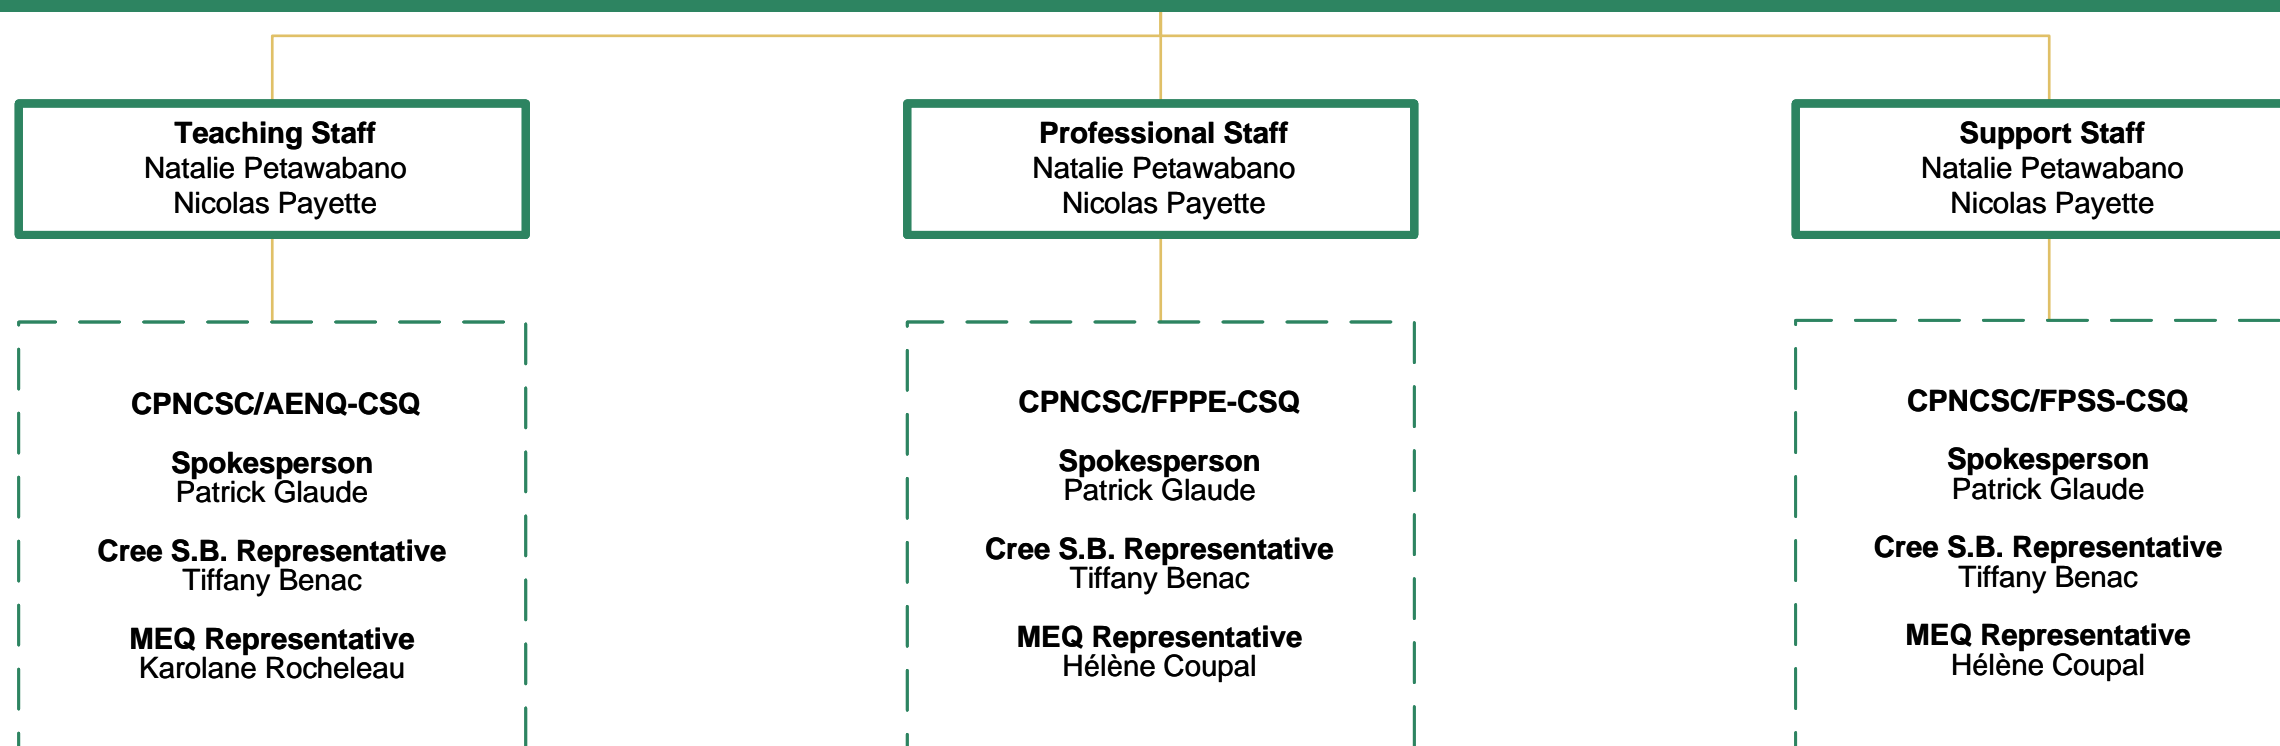 Teaching Staff
Natalie Petawabano
Nicolas Payette
Professional Staff
Natalie Petawabano
Nicolas Payette
Support Staff
Natalie Petawabano
Nicolas Payette
CPNCSC/AENQ-CSQ
Spokesperson
Patrick Glaude
Cree S.B. Representative
Tiffany Benac
MEQ Representative
Karolane Rocheleau
CPNCSC/FPPE-CSQ
Spokesperson
Patrick Glaude
Cree S.B. Representative
Tiffany Benac
MEQ Representative
Hélène Coupal
CPNCSC/FPSS-CSQ
Spokesperson
Patrick Glaude
Cree S.B. Representative
Tiffany Benac
MEQ Representative
Hélène Coupal